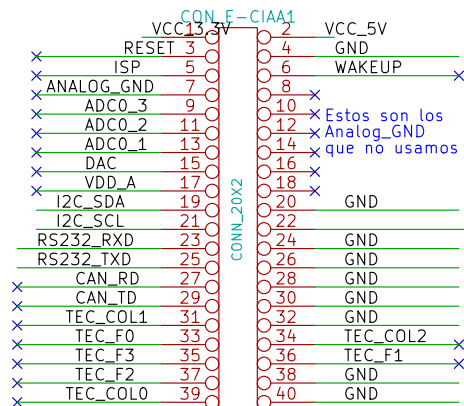 CON_E-CIAA1
VCC_3.3V 1 2 VCC_5V
RESET 3 4 GND
ISP 5 6 WAKEUP
ANALOG_GND 7 8
ADC0_3 9 10
ADC0_2 11 12
ADC0_1 13 14
DAC 15 16
VDD_A 17 18
Estos son los
Analog_GND
que no usamos
I2C_SDA 19 20 GND
I2C_SCL 21 22
RS232_RXD 23 24 GND
RS232_TXD 25 26 GND
CAN_RD 27 28 GND
CAN_TD 29 30 GND
TEC_COL1 31 32 GND
TEC_F0 33 34 TEC_COL2
TEC_F3 35 36 TEC_F1
TEC_F2 37 38 GND
TEC_COL0 39 40 GND
CONN_20X2